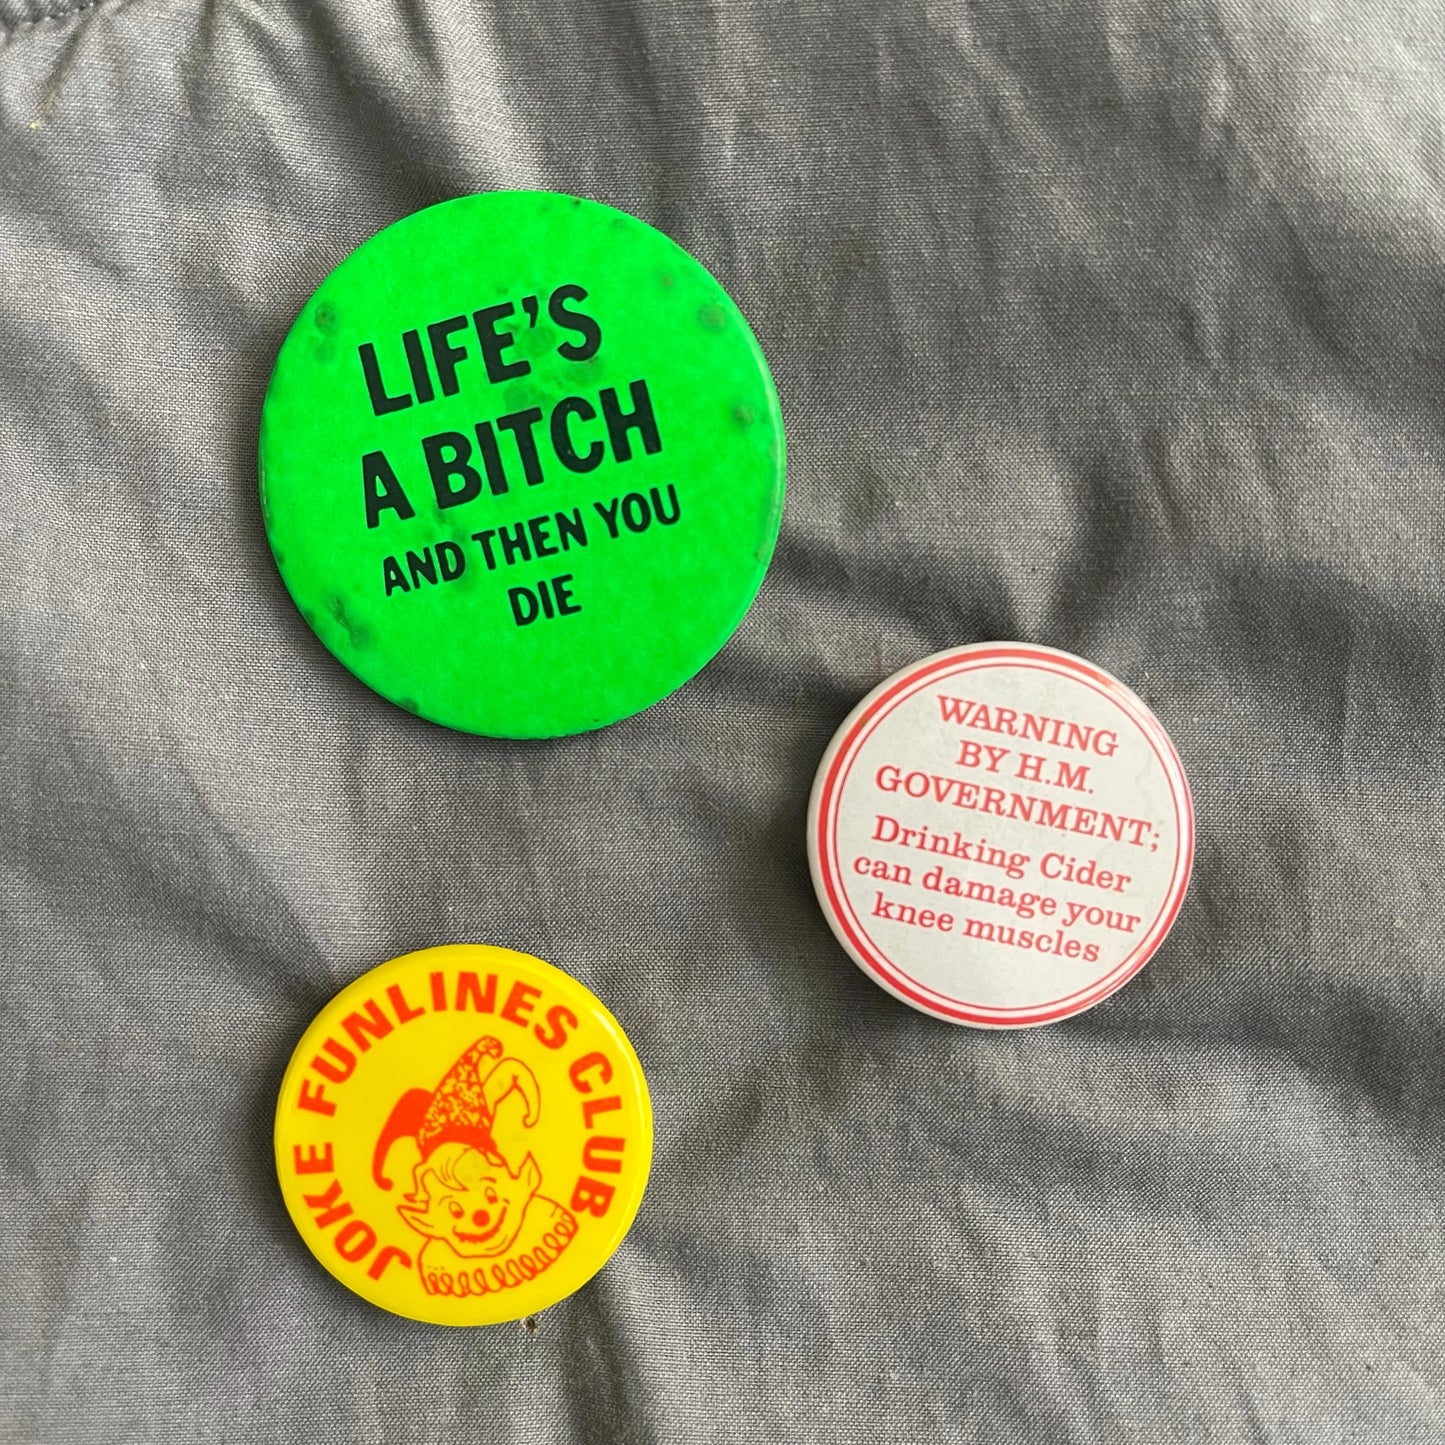 LIFE'S
A BITCH
AND THEN YOU
DIE
WARNING
BY H.M.
GOVERNMENT;
Drinking Cider
can damage your
knee muscles
JOKE FUNLINES CLUB